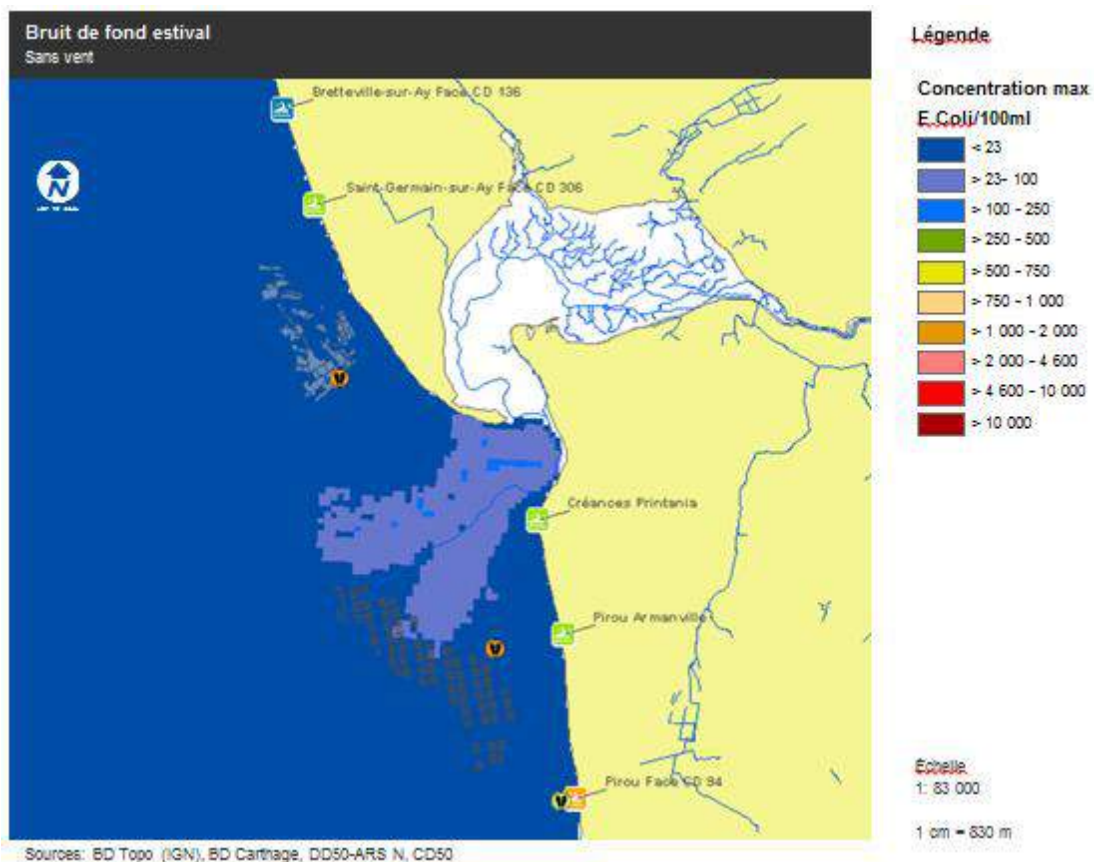 Bruit de fond estival
Sans vent
Bretteville-sur-Ay Face CD 136
Saint-Germain-sur-Ay Face CD 306
N
Créances Printania
Pirou Armanville
Pirou Face CD 94
Sources: BD Topo (IGN), BD Carthage, DD50-ARS N, CD50
Légende
Concentration max
E.Coli/100ml
< 23
> 23- 100
> 100 - 250
> 250 - 500
> 500 - 750
> 750 - 1 000
> 1 000 - 2 000
> 2 000 - 4 600
> 4 600 - 10 000
> 10 000
Échelle
1: 83 000
1 cm = 830 m